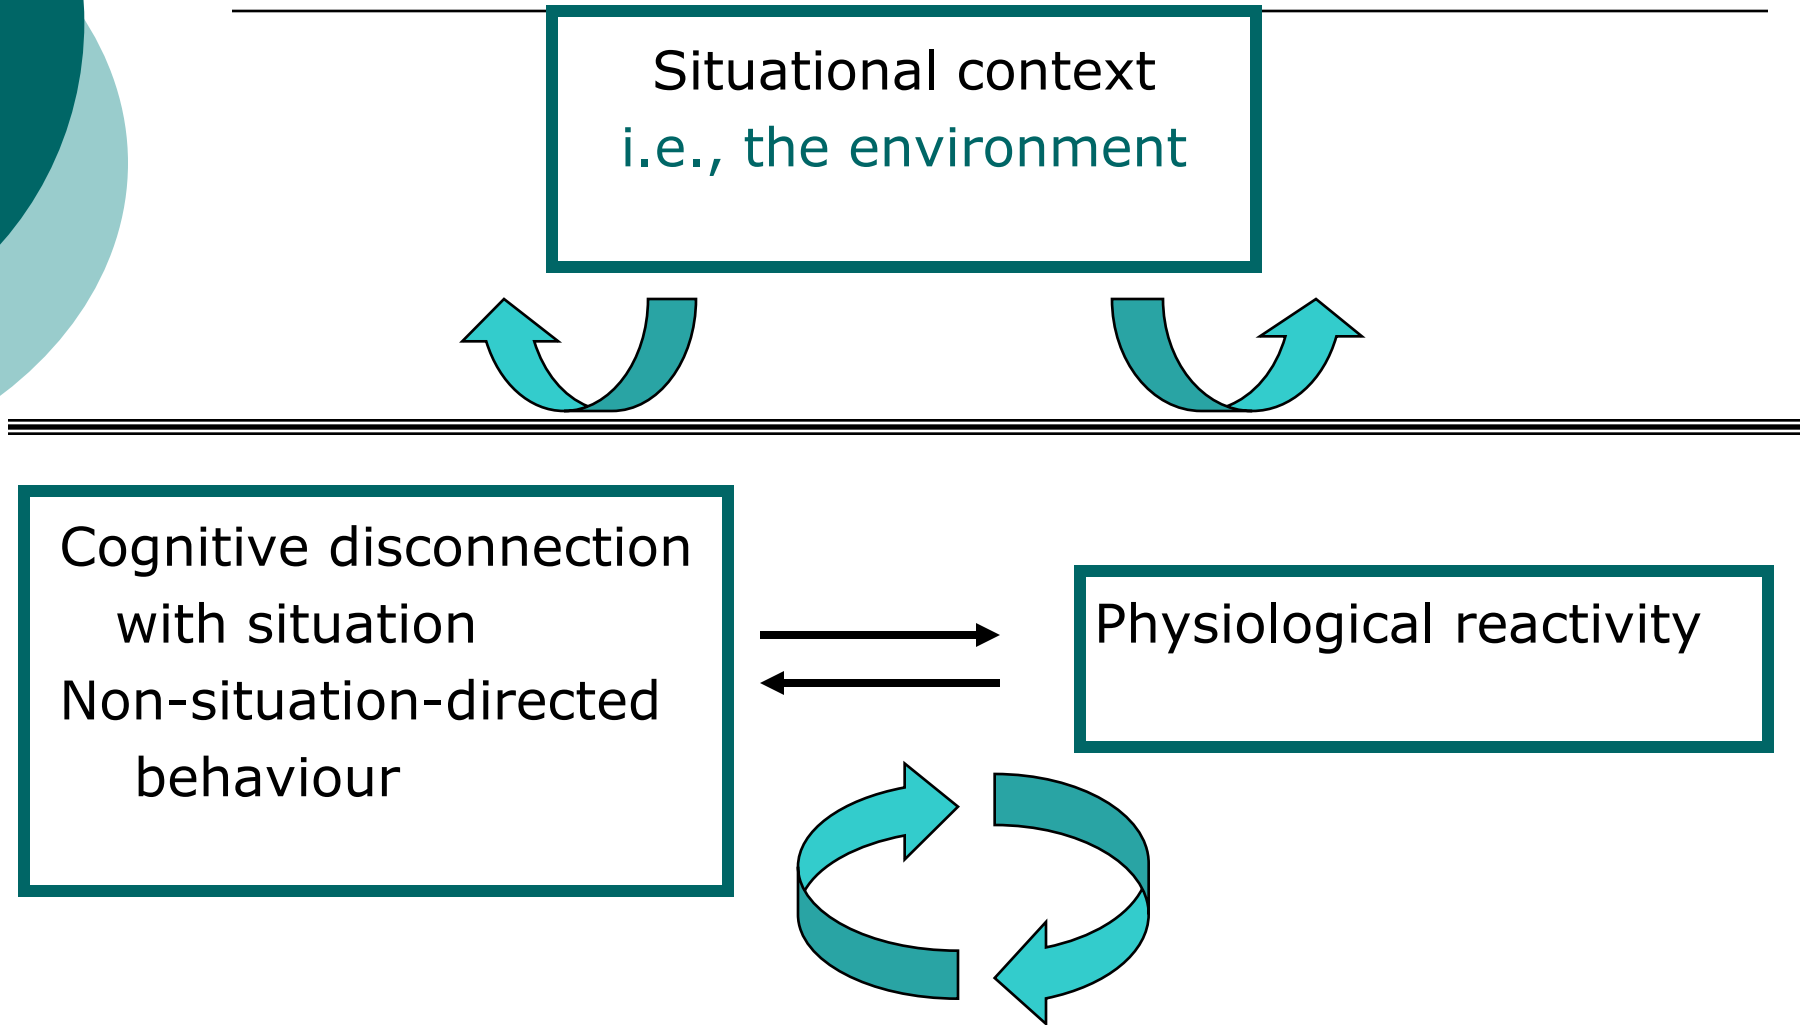 Situational context
i.e., the environment
Cognitive disconnection
with situation
Non-situation-directed
behaviour
Physiological reactivity